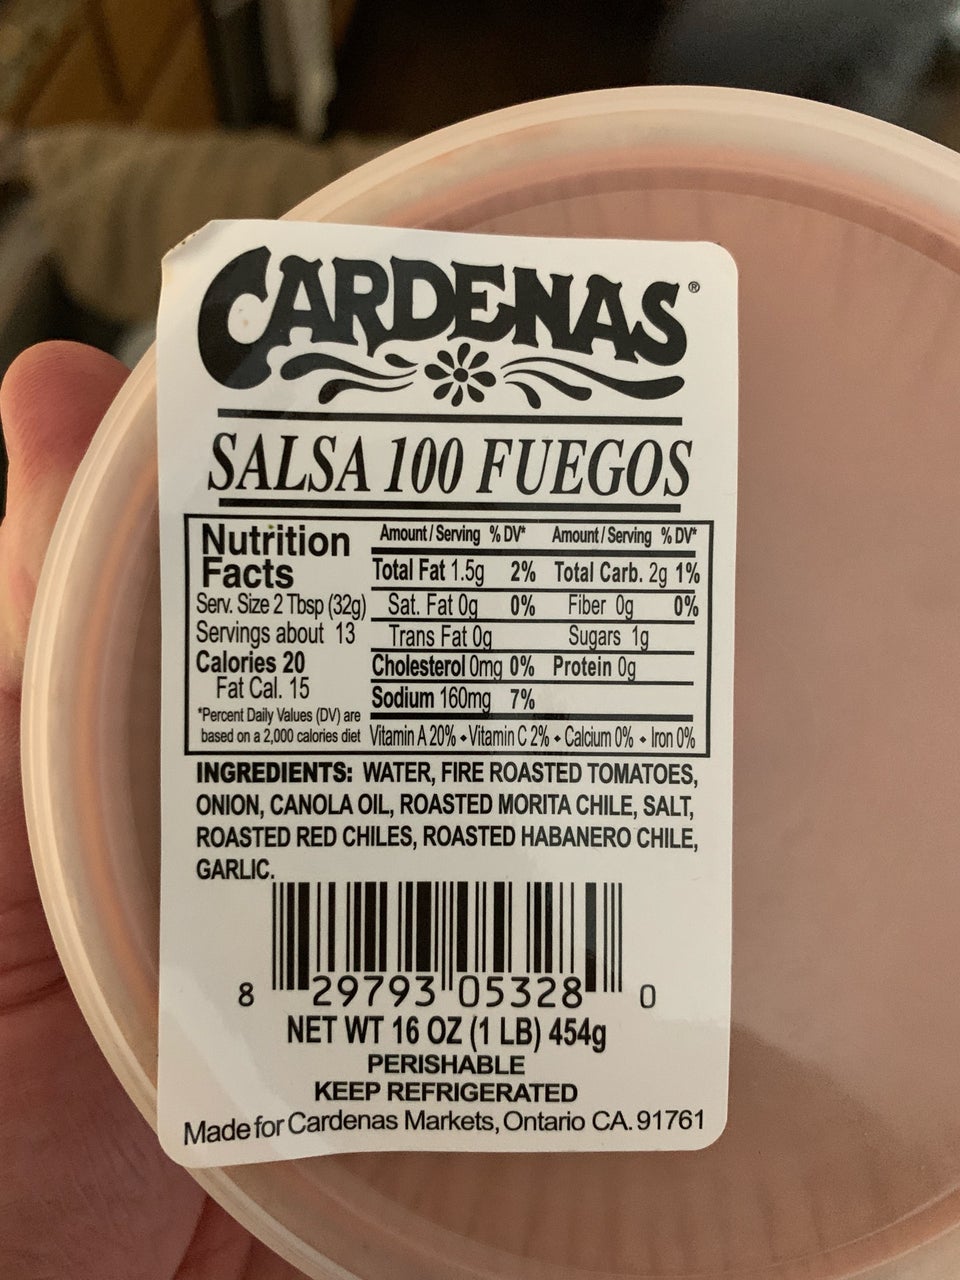 CARDENAS®
SALSA 100 FUEGOS
Nutrition
Facts
Serv. Size 2 Tbsp (32g)
Servings about 13
Calories 20
Fat Cal. 15
*Percent Daily Values (DV) are
based on a 2,000 calories diet
Amount/Serving % DV* Amount/Serving % DV*
Total Fat 1.5g 2% Total Carb. 2g 1%
Sat. Fat 0g 0% Fiber 0g 0%
Trans Fat 0g Sugars 1g
Cholesterol 0mg 0% Protein 0g
Sodium 160mg 7%
Vitamin A 20% • Vitamin C 2% • Calcium 0% • Iron 0%
INGREDIENTS: WATER, FIRE ROASTED TOMATOES,
ONION, CANOLA OIL, ROASTED MORITA CHILE, SALT,
ROASTED RED CHILES, ROASTED HABANERO CHILE,
GARLIC.
8 29793 05328 0
NET WT 16 OZ (1 LB) 454g
PERISHABLE
KEEP REFRIGERATED
Made for Cardenas Markets, Ontario CA. 91761